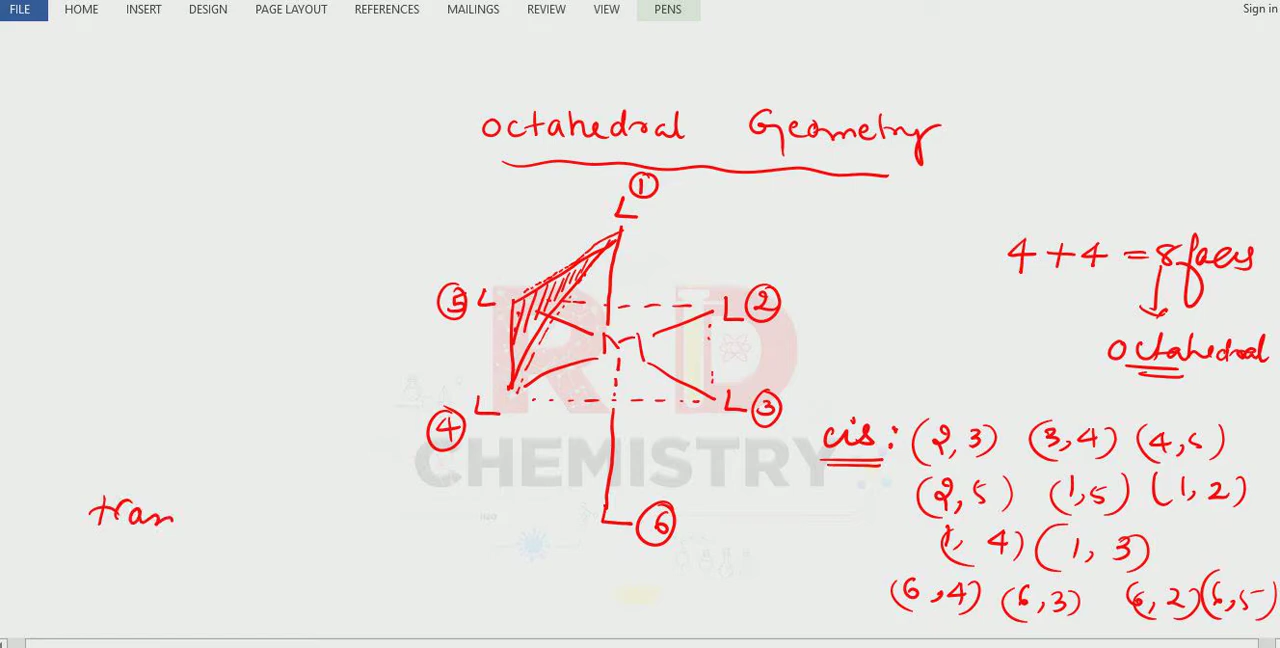 FILE HOME INSERT DESIGN PAGE LAYOUT REFERENCES MAILINGS REVIEW VIEW PENS Sign in
octahedral Geometry
1
L
4 + 4 = 8 faces
5 L L 2
octahedral
M
L L 3
4
cis : (2, 3) (3, 4) (4, 5)
(2, 5) (1, 5) (1, 2)
tran
L 6
(1, 4) (1, 3)
(6, 4) (6, 3) (6, 2) (6, 5)
RD
CHEMISTRY